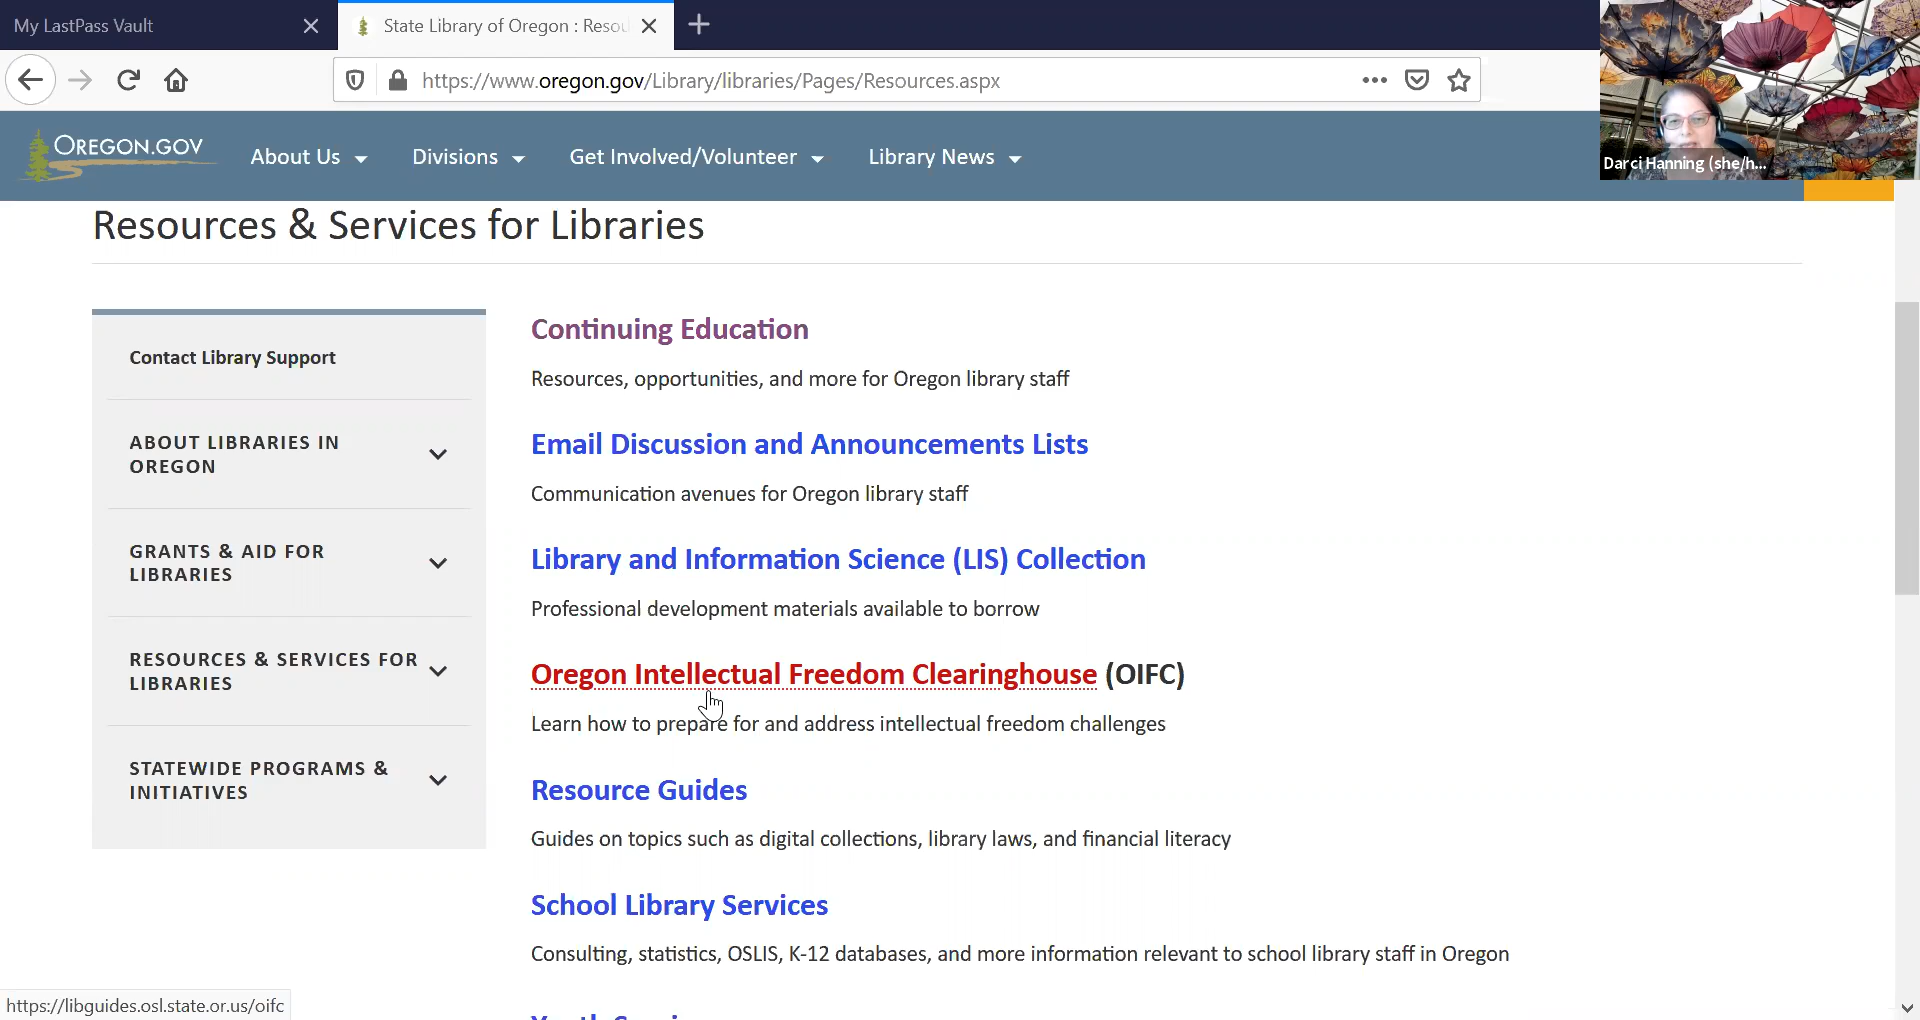 My LastPass Vault
State Library of Oregon : Resou
https://www.oregon.gov/Library/libraries/Pages/Resources.aspx
Darci Hanning (she/h...
OREGON.GOV
About Us
Divisions
Get Involved/Volunteer
Library News
Resources & Services for Libraries
Contact Library Support
ABOUT LIBRARIES IN
OREGON
GRANTS & AID FOR
LIBRARIES
RESOURCES & SERVICES FOR
LIBRARIES
STATEWIDE PROGRAMS &
INITIATIVES
Continuing Education
Resources, opportunities, and more for Oregon library staff
Email Discussion and Announcements Lists
Communication avenues for Oregon library staff
Library and Information Science (LIS) Collection
Professional development materials available to borrow
Oregon Intellectual Freedom Clearinghouse (OIFC)
Learn how to prepare for and address intellectual freedom challenges
Resource Guides
Guides on topics such as digital collections, library laws, and financial literacy
School Library Services
Consulting, statistics, OSLIS, K-12 databases, and more information relevant to school library staff in Oregon
https://libguides.osl.state.or.us/oifc